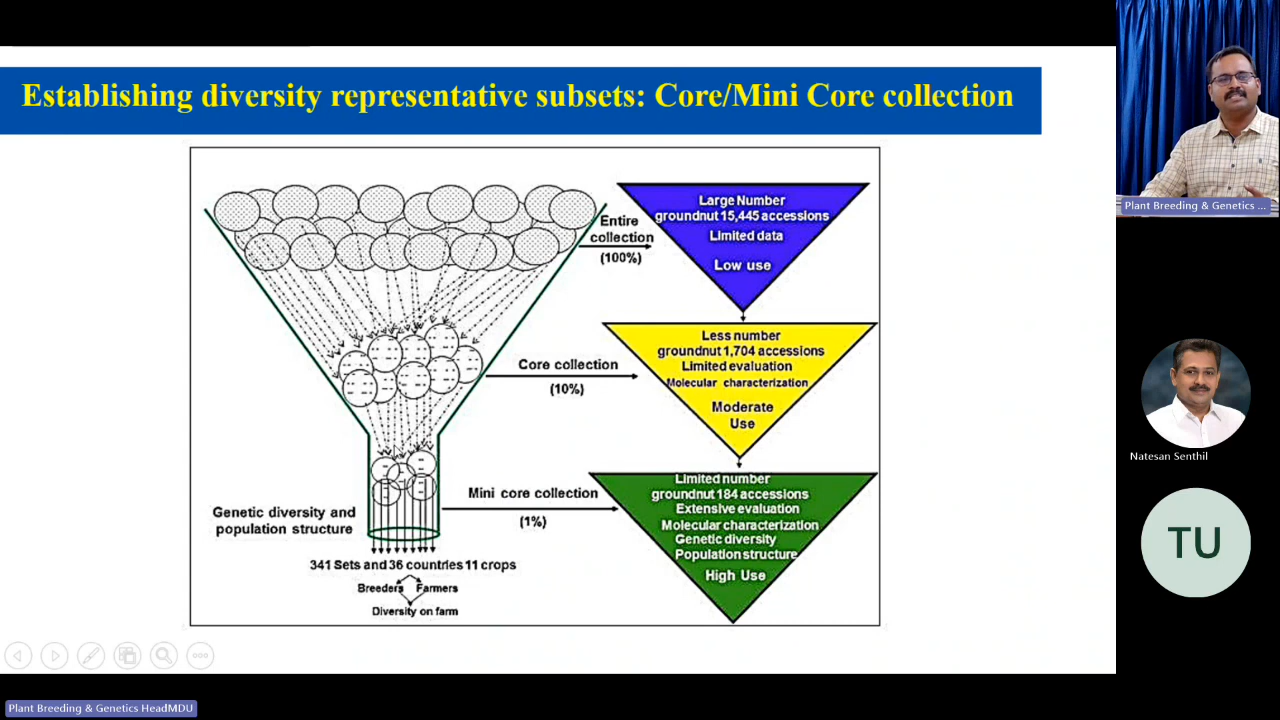 Establishing diversity representative subsets: Core/Mini Core collection
Entire
collection
(100%)
Large Number
groundnut 15,445 accessions
Limited data
Low use
Core collection
(10%)
Less number
groundnut 1,704 accessions
Limited evaluation
Molecular characterization
Moderate
Use
Mini core collection
(1%)
Limited number
groundnut 184 accessions
Extensive evaluation
Molecular characterization
Genetic diversity
Population structure
High Use
Genetic diversity and
population structure
341 Sets and 36 countries 11 crops
Breeders Farmers
Diversity on farm
Plant Breeding & Genetics ...
Natesan Senthil
TU
Plant Breeding & Genetics HeadMDU